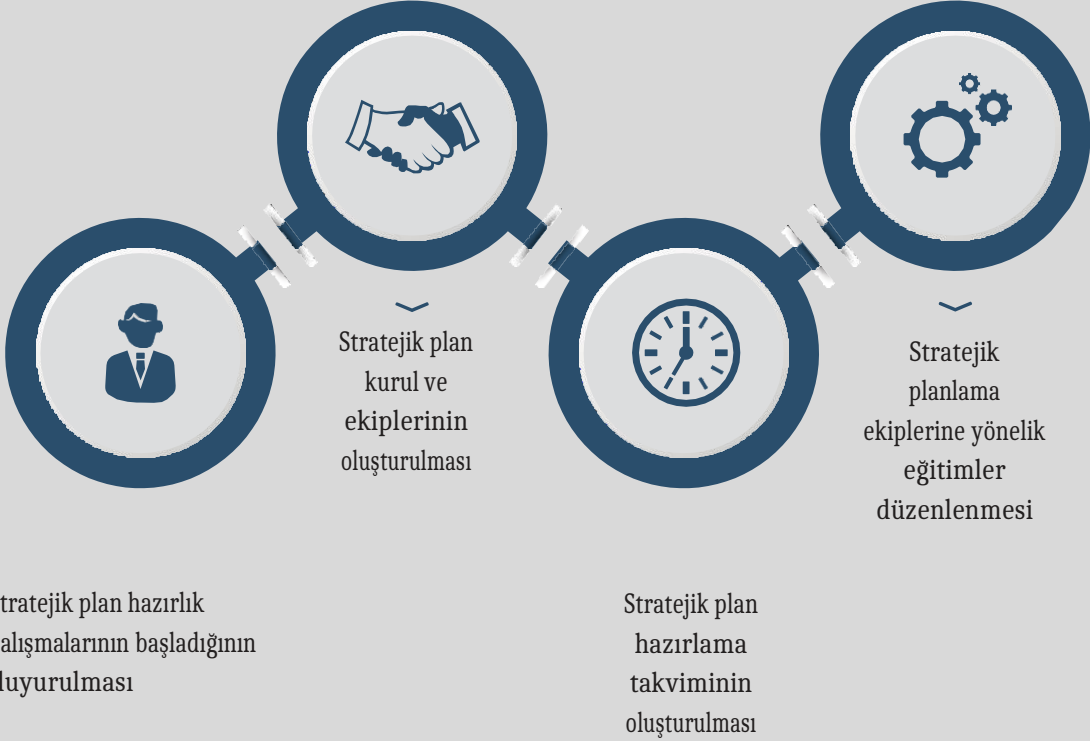 Stratejik plan
kurul ve
ekiplerinin
oluşturulması
Stratejik
planlama
ekiplerine yönelik
eğitimler
düzenlenmesi
tratejik plan hazırlık
alışmalarının başladığının
uyurulması
Stratejik plan
hazırlama
takviminin
oluşturulması